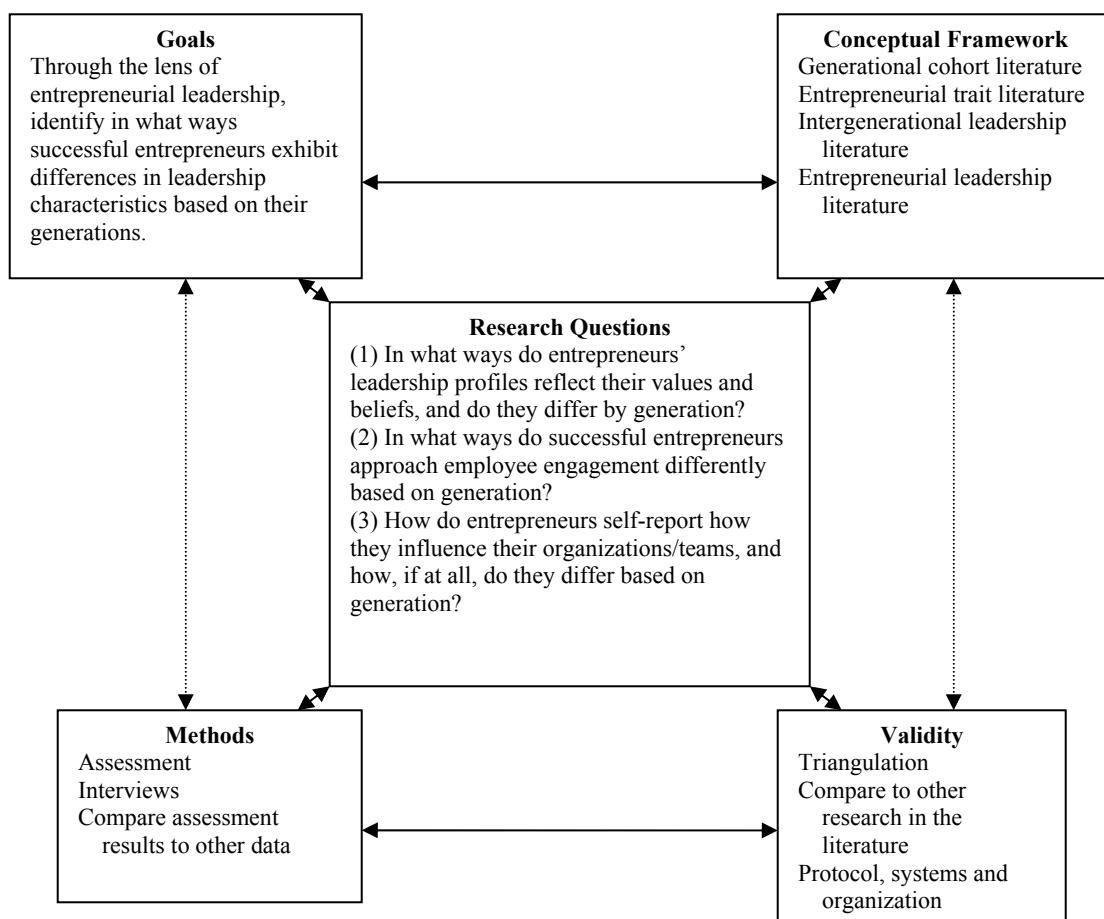 Goals
Through the lens of
entrepreneurial leadership,
identify in what ways
successful entrepreneurs exhibit
differences in leadership
characteristics based on their
generations.
Conceptual Framework
Generational cohort literature
Entrepreneurial trait literature
Intergenerational leadership
literature
Entrepreneurial leadership
literature
Research Questions
(1) In what ways do entrepreneurs’
leadership profiles reflect their values and
beliefs, and do they differ by generation?
(2) In what ways do successful entrepreneurs
approach employee engagement differently
based on generation?
(3) How do entrepreneurs self-report how
they influence their organizations/teams, and
how, if at all, do they differ based on
generation?
Methods
Assessment
Interviews
Compare assessment
results to other data
Validity
Triangulation
Compare to other
research in the
literature
Protocol, systems and
organization